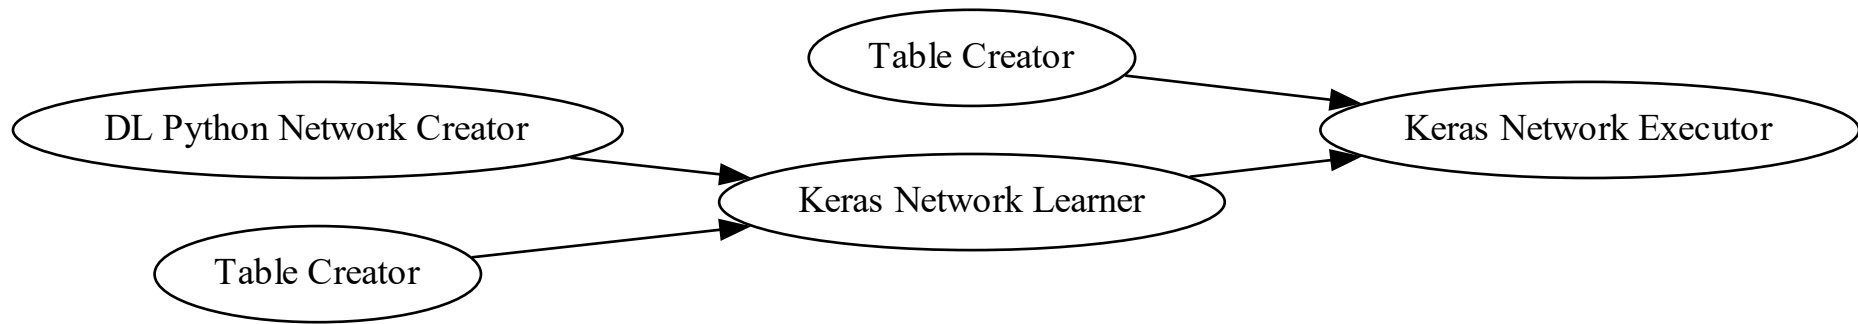 Table Creator
DL Python Network Creator
Keras Network Executor
Keras Network Learner
Table Creator